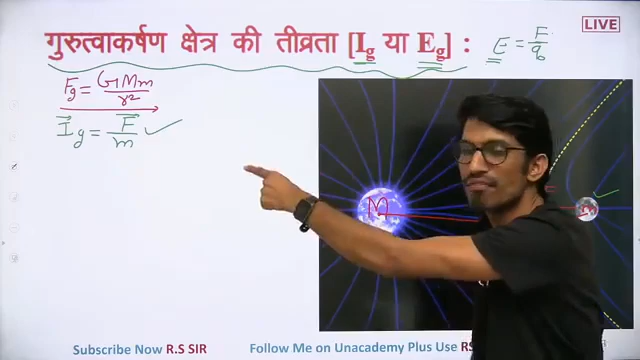 LIVE
गुरुत्वाकर्षण क्षेत्र की तीव्रता [Ig या Eg] : E = F/q
Fg = GMm/r²
I⃗g = F⃗/m ✓
M m
Subscribe Now R.S SIR Follow Me on Unacademy Plus Use RS